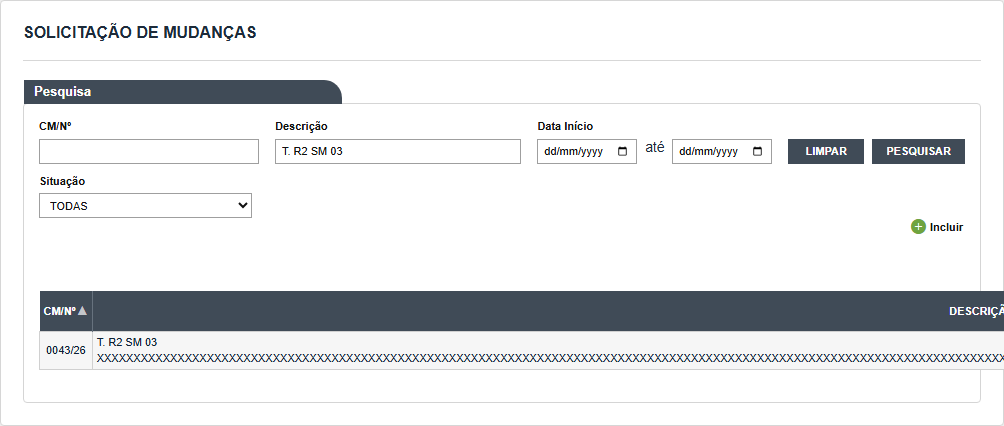 SOLICITAÇÃO DE MUDANÇAS
Pesquisa
CM/Nº Descrição Data Início
T. R2 SM 03 dd/mm/yyyy até dd/mm/yyyy LIMPAR PESQUISAR
Situação
TODAS
Incluir
CM/Nº DESCRIÇÃ
0043/26 T. R2 SM 03